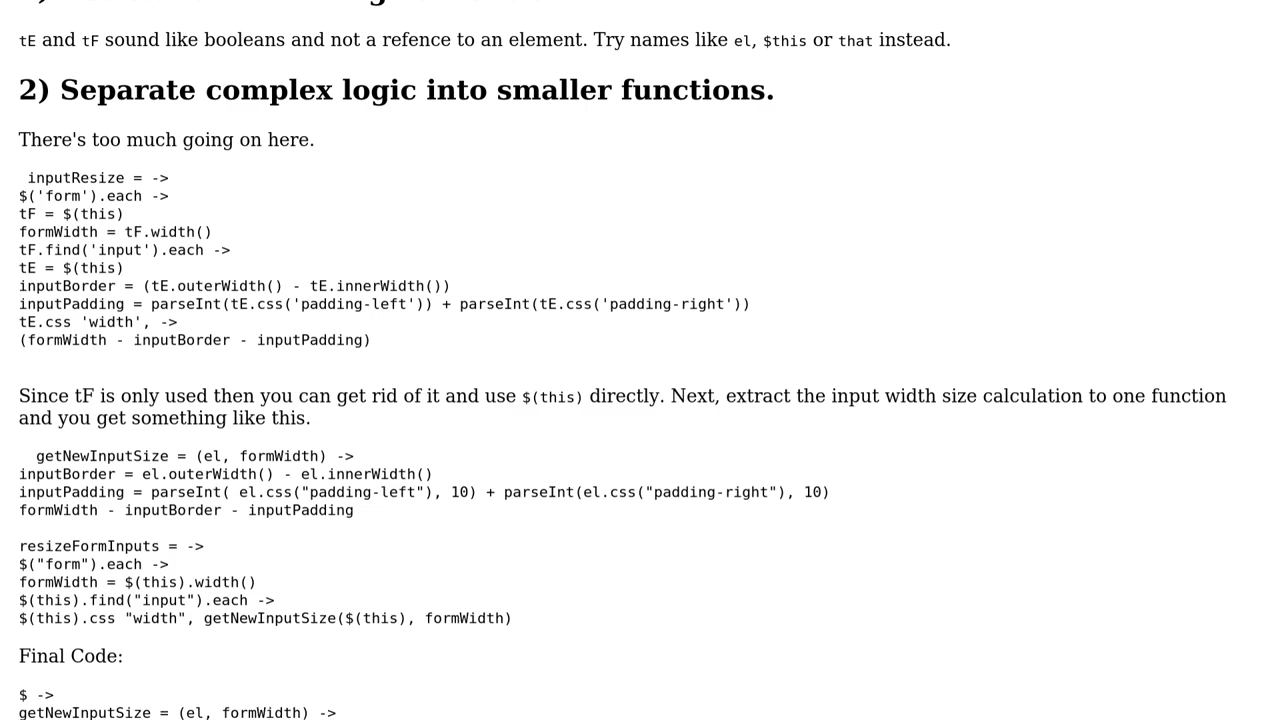 tE and tF sound like booleans and not a refence to an element. Try names like el, $this or that instead.
2) Separate complex logic into smaller functions.
There's too much going on here.
inputResize = ->
$('form').each ->
tF = $(this)
formWidth = tF.width()
tF.find('input').each ->
tE = $(this)
inputBorder = (tE.outerWidth() - tE.innerWidth())
inputPadding = parseInt(tE.css('padding-left')) + parseInt(tE.css('padding-right'))
tE.css 'width', ->
(formWidth - inputBorder - inputPadding)
Since tF is only used then you can get rid of it and use $(this) directly. Next, extract the input width size calculation to one function
and you get something like this.
getNewInputSize = (el, formWidth) ->
inputBorder = el.outerWidth() - el.innerWidth()
inputPadding = parseInt( el.css("padding-left"), 10) + parseInt(el.css("padding-right"), 10)
formWidth - inputBorder - inputPadding
resizeFormInputs = ->
$("form").each ->
formWidth = $(this).width()
$(this).find("input").each ->
$(this).css "width", getNewInputSize($(this), formWidth)
Final Code:
$ ->
getNewInputSize = (el, formWidth) ->